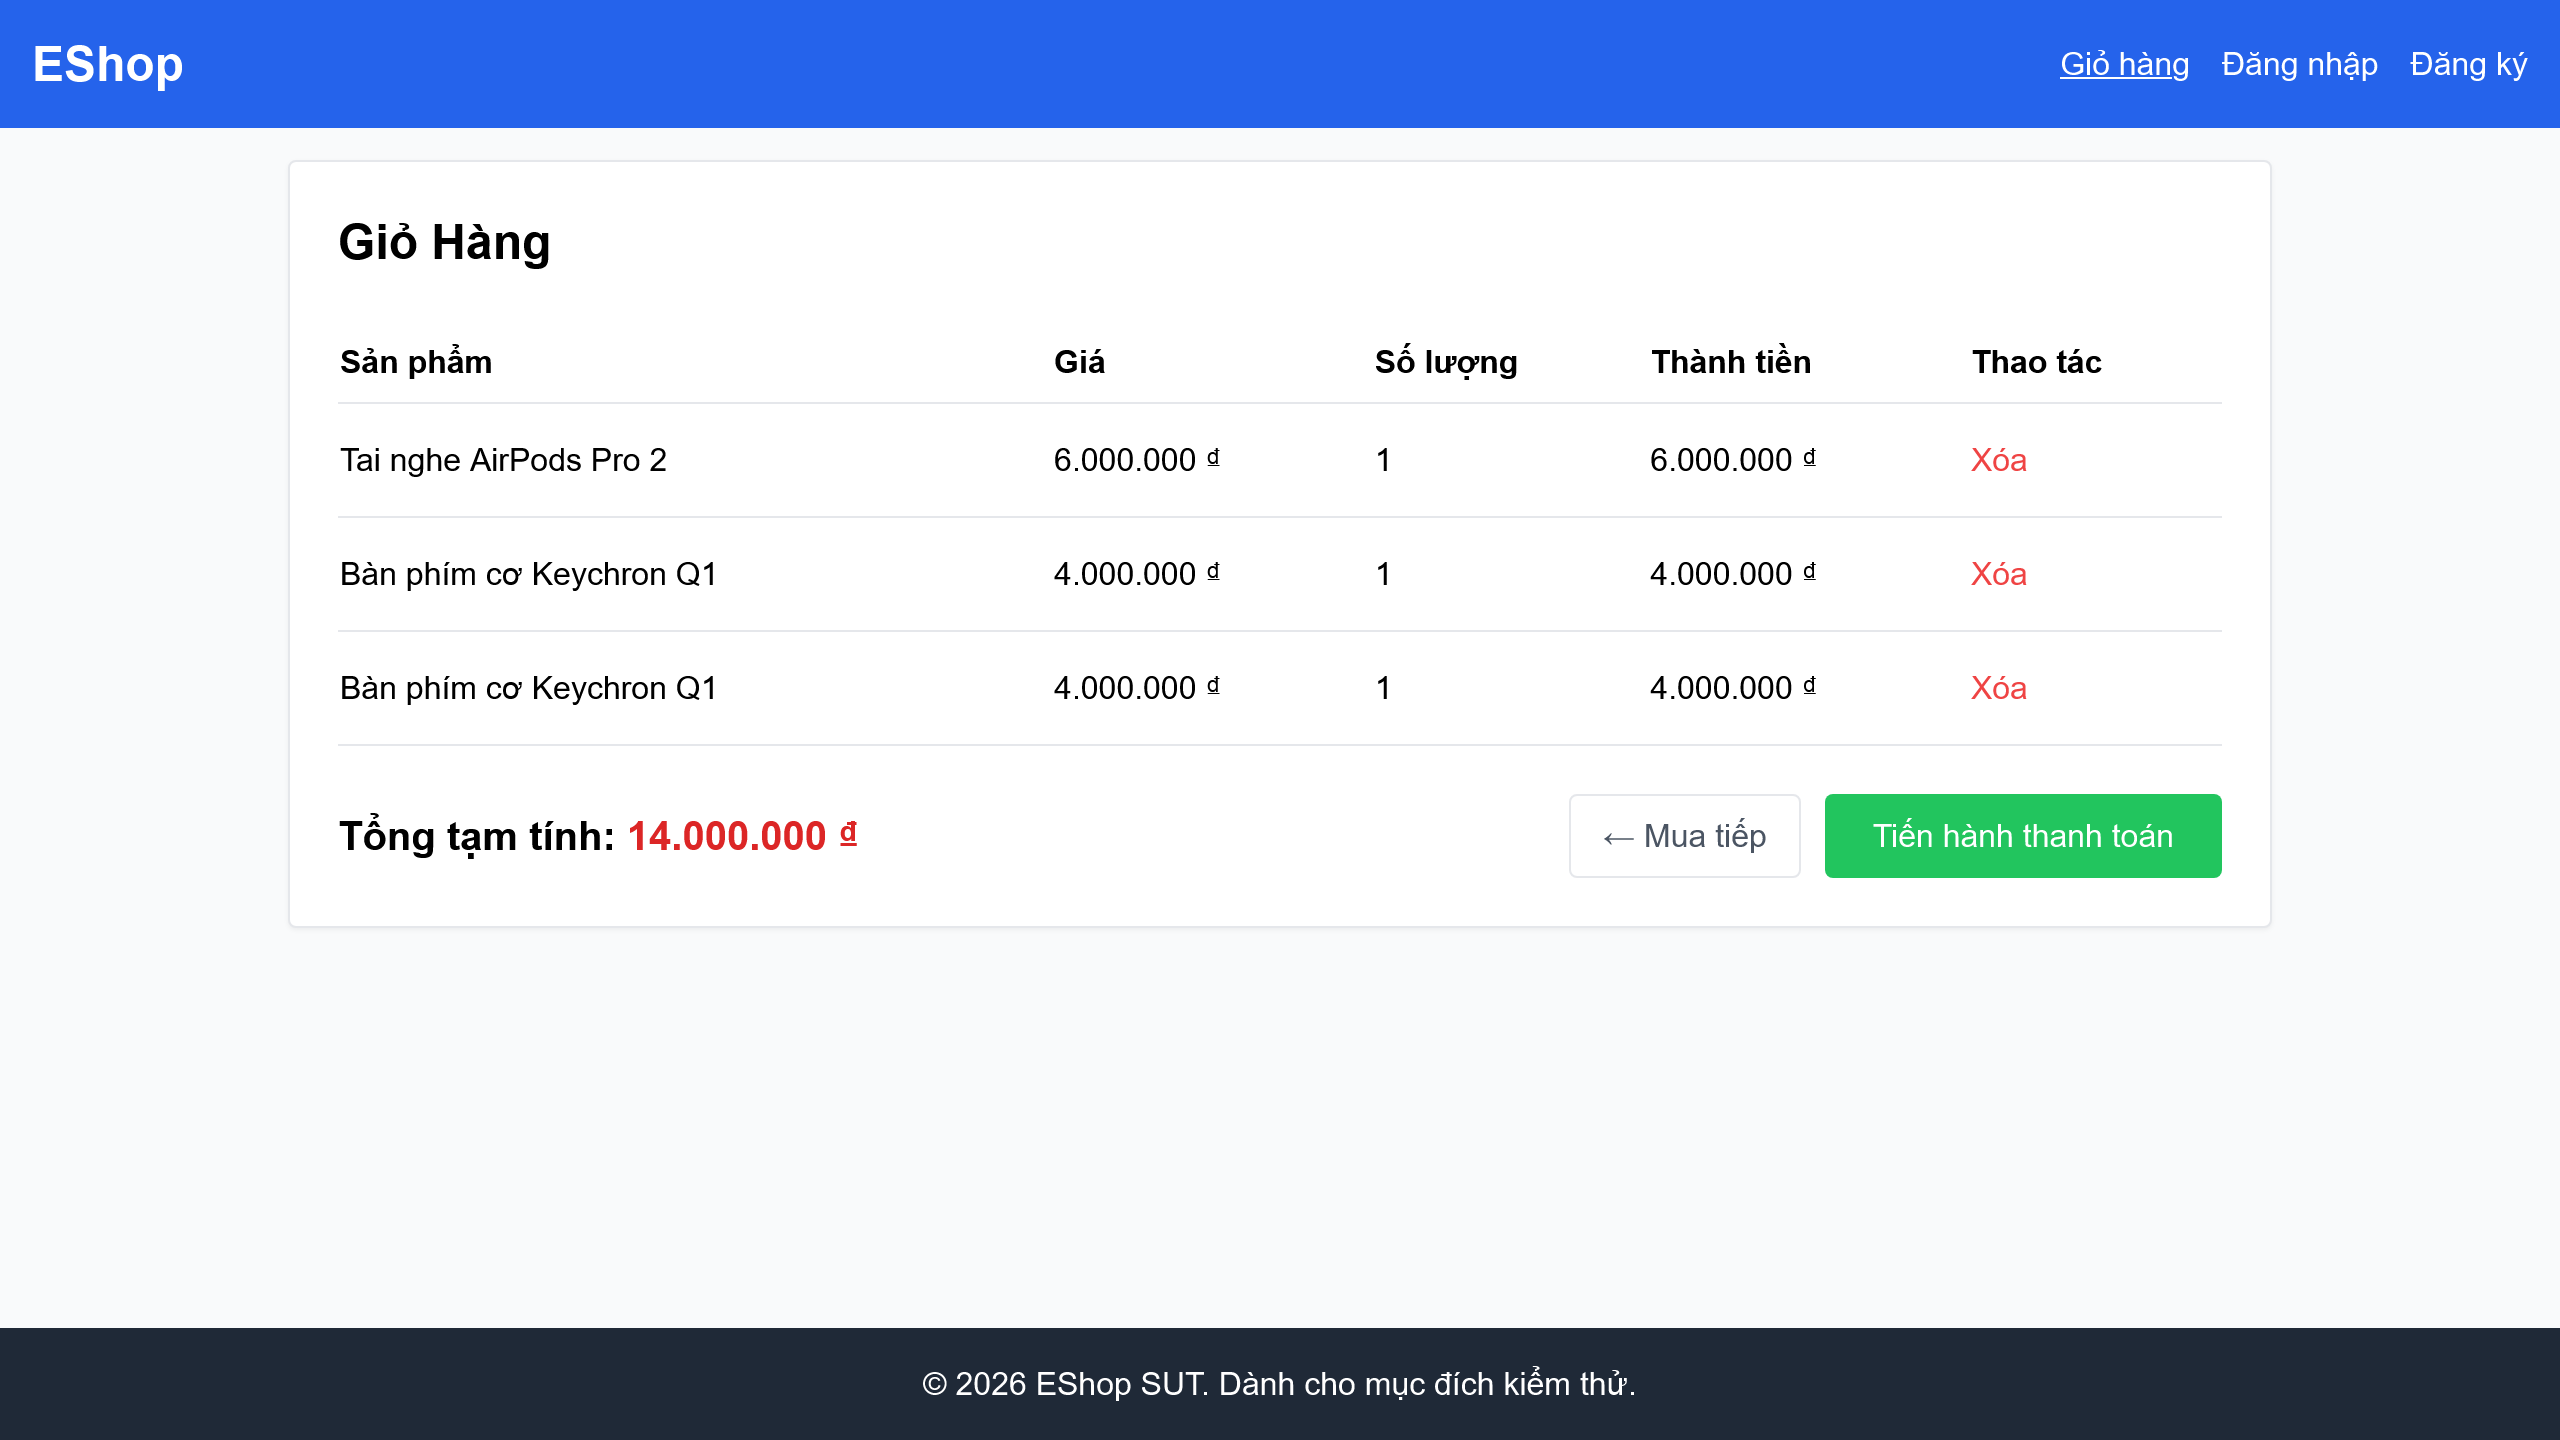 EShop
Giỏ hàng Đăng nhập Đăng ký
Giỏ Hàng
Sản phẩm Giá Số lượng Thành tiền Thao tác
Tai nghe AirPods Pro 2 6.000.000 ₫ 1 6.000.000 ₫ Xóa
Bàn phím cơ Keychron Q1 4.000.000 ₫ 1 4.000.000 ₫ Xóa
Bàn phím cơ Keychron Q1 4.000.000 ₫ 1 4.000.000 ₫ Xóa
Tổng tạm tính: 14.000.000 ₫ ← Mua tiếp Tiến hành thanh toán
© 2026 EShop SUT. Dành cho mục đích kiểm thử.